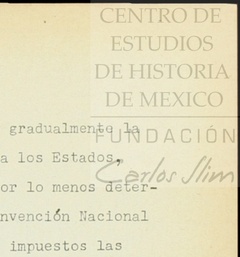 CENTRO DE
ESTUDIOS
DE HISTORIA
DE MEXICO
FUNDACIÓN
Carlos Slim
gradualmente la
a los Estados,
or lo menos deter-
nvención Nacional
impuestos las